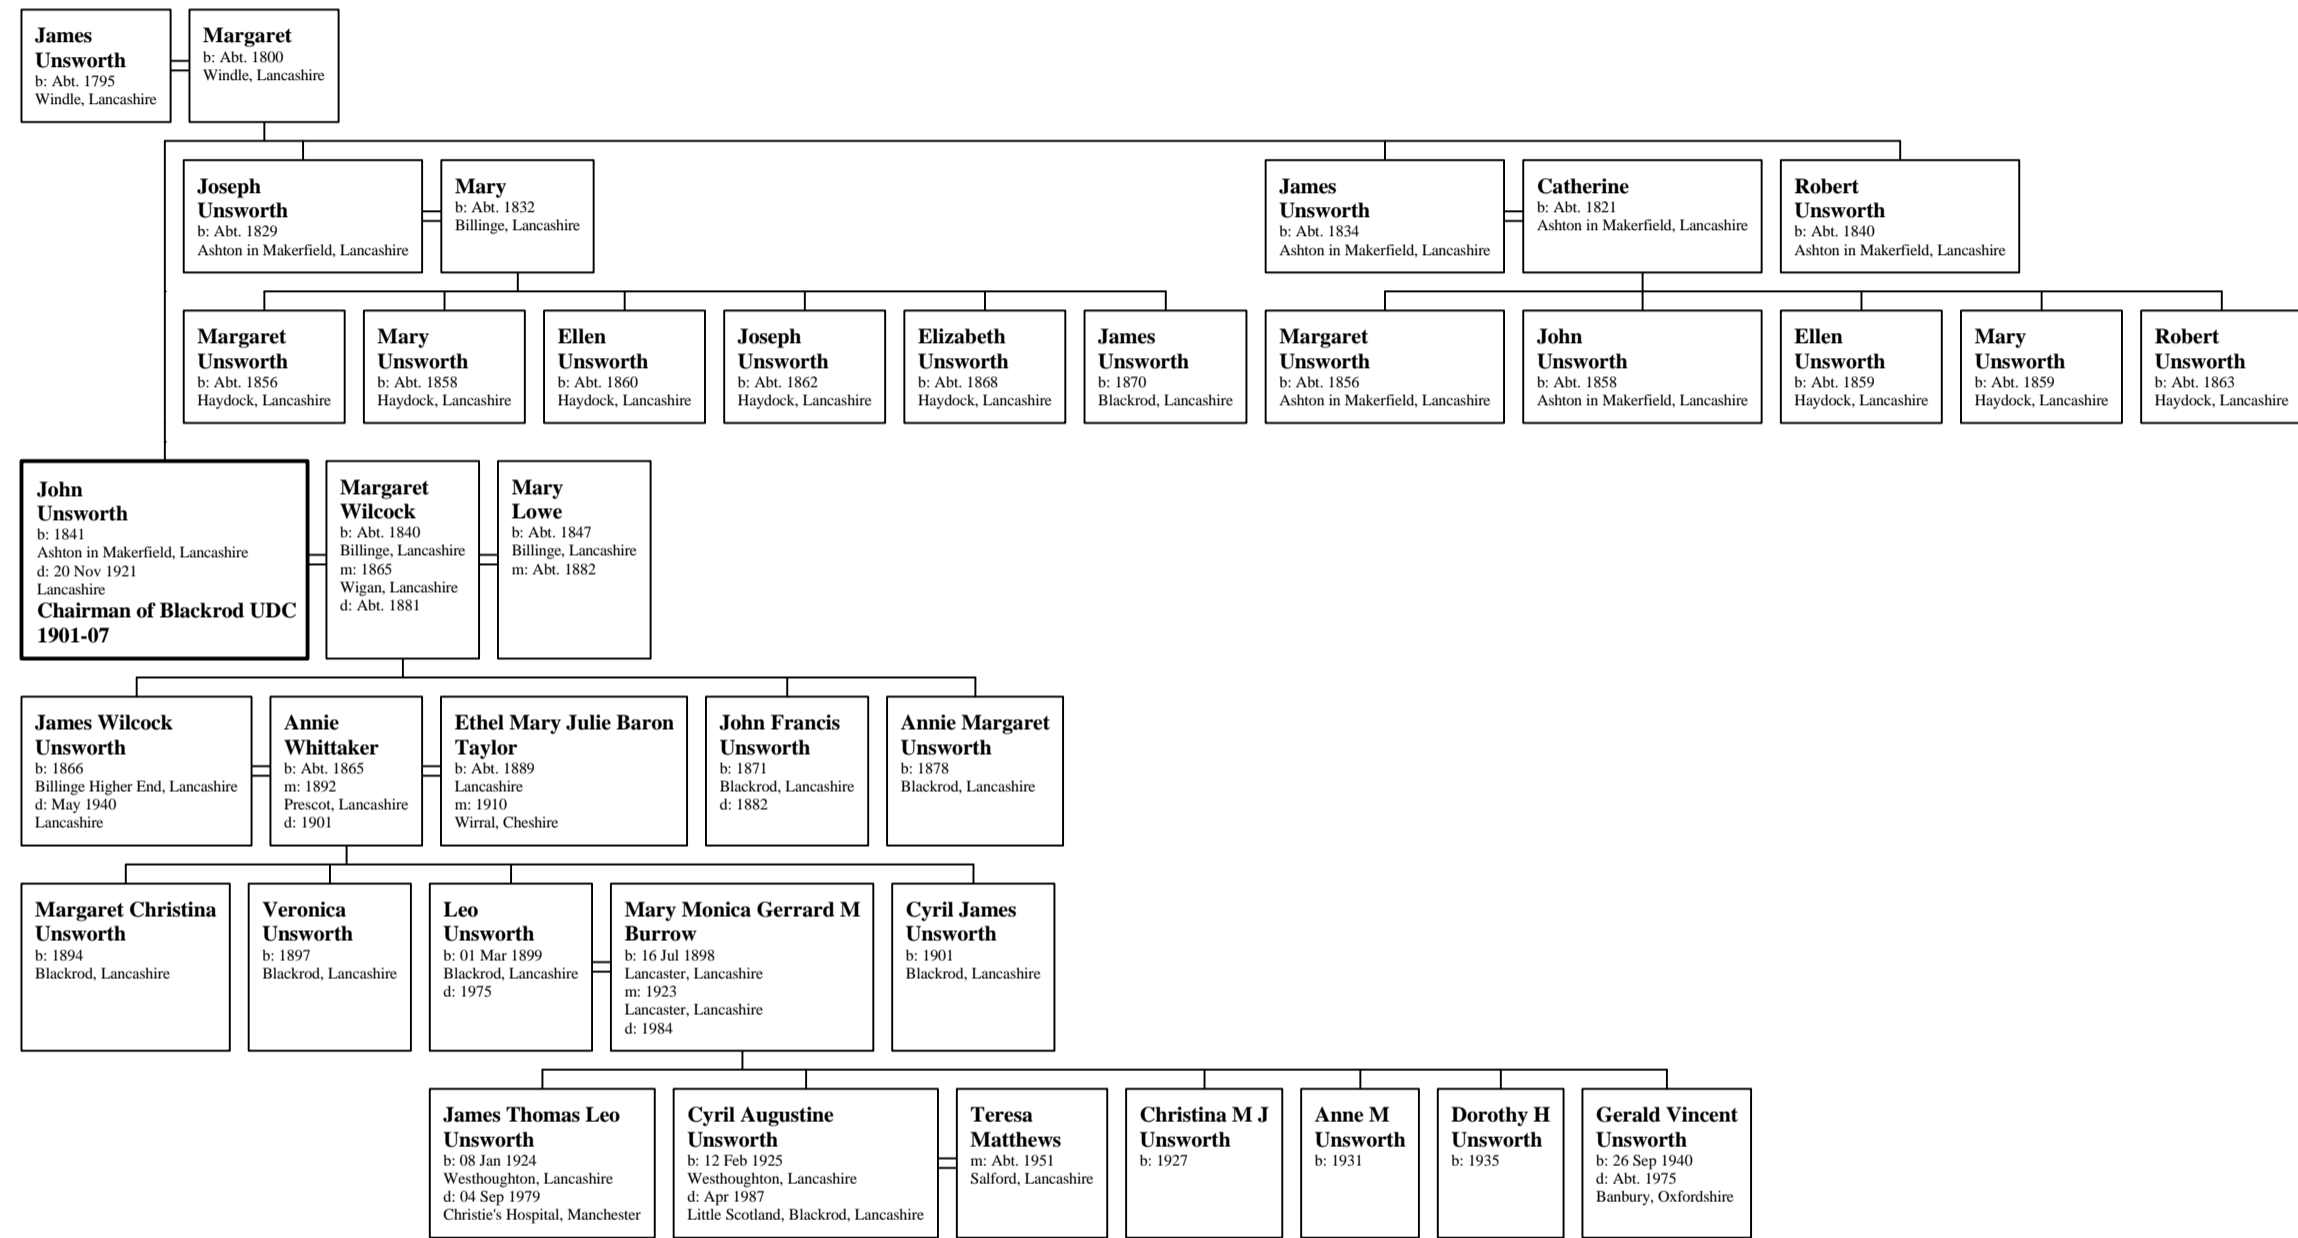 James
Unsworth
b: Abt. 1795
Windle, Lancashire
Margaret
b: Abt. 1800
Windle, Lancashire
Joseph
Unsworth
b: Abt. 1829
Ashton in Makerfield, Lancashire
Mary
b: Abt. 1832
Billinge, Lancashire
James
Unsworth
b: Abt. 1834
Ashton in Makerfield, Lancashire
Catherine
b: Abt. 1821
Ashton in Makerfield, Lancashire
Robert
Unsworth
b: Abt. 1840
Ashton in Makerfield, Lancashire
Margaret
Unsworth
b: Abt. 1856
Haydock, Lancashire
Mary
Unsworth
b: Abt. 1858
Haydock, Lancashire
Ellen
Unsworth
b: Abt. 1860
Haydock, Lancashire
Joseph
Unsworth
b: Abt. 1862
Haydock, Lancashire
Elizabeth
Unsworth
b: Abt. 1868
Haydock, Lancashire
James
Unsworth
b: 1870
Blackrod, Lancashire
Margaret
Unsworth
b: Abt. 1856
Ashton in Makerfield, Lancashire
John
Unsworth
b: Abt. 1858
Ashton in Makerfield, Lancashire
Ellen
Unsworth
b: Abt. 1859
Haydock, Lancashire
Mary
Unsworth
b: Abt. 1859
Haydock, Lancashire
Robert
Unsworth
b: Abt. 1863
Haydock, Lancashire
John
Unsworth
b: 1841
Ashton in Makerfield, Lancashire
d: 20 Nov 1921
Lancashire
Chairman of Blackrod UDC
1901-07
Margaret
Wilcock
b: Abt. 1840
Billinge, Lancashire
m: 1865
Wigan, Lancashire
d: Abt. 1881
Mary
Lowe
b: Abt. 1847
Billinge, Lancashire
m: Abt. 1882
James Wilcock
Unsworth
b: 1866
Billinge Higher End, Lancashire
d: May 1940
Lancashire
Annie
Whittaker
b: Abt. 1865
m: 1892
Prescot, Lancashire
d: 1901
Ethel Mary Julie Baron
Taylor
b: Abt. 1889
Lancashire
m: 1910
Wirral, Cheshire
John Francis
Unsworth
b: 1871
Blackrod, Lancashire
d: 1882
Annie Margaret
Unsworth
b: 1878
Blackrod, Lancashire
Margaret Christina
Unsworth
b: 1894
Blackrod, Lancashire
Veronica
Unsworth
b: 1897
Blackrod, Lancashire
Leo
Unsworth
b: 01 Mar 1899
Blackrod, Lancashire
d: 1975
Mary Monica Gerrard M
Burrow
b: 16 Jul 1898
Lancaster, Lancashire
m: 1923
Lancaster, Lancashire
d: 1984
Cyril James
Unsworth
b: 1901
Blackrod, Lancashire
James Thomas Leo
Unsworth
b: 08 Jan 1924
Westhoughton, Lancashire
d: 04 Sep 1979
Christie's Hospital, Manchester
Cyril Augustine
Unsworth
b: 12 Feb 1925
Westhoughton, Lancashire
d: Apr 1987
Little Scotland, Blackrod, Lancashire
Teresa
Matthews
m: Abt. 1951
Salford, Lancashire
Christina M J
Unsworth
b: 1927
Anne M
Unsworth
b: 1931
Dorothy H
Unsworth
b: 1935
Gerald Vincent
Unsworth
b: 26 Sep 1940
d: Abt. 1975
Banbury, Oxfordshire